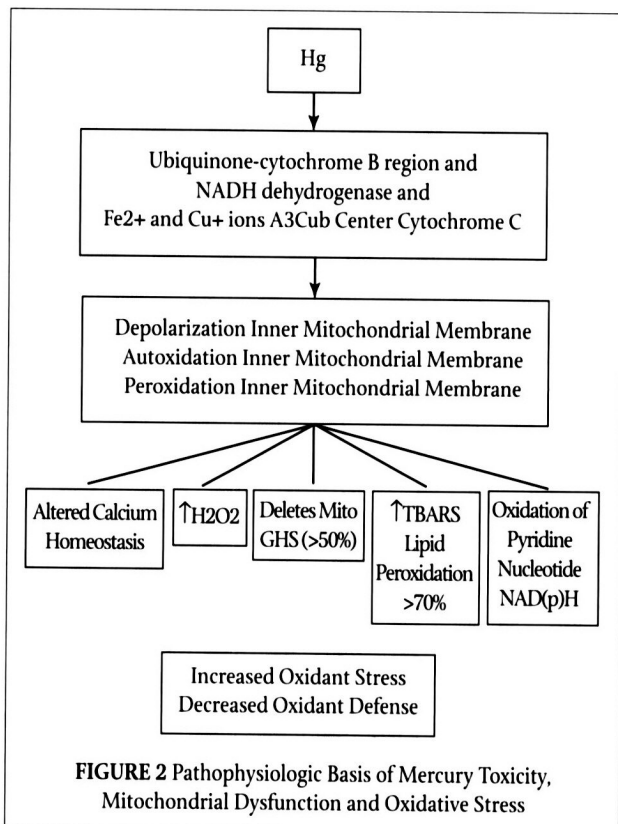 Hg
Ubiquinone-cytochrome B region and
NADH dehydrogenase and
Fe2+ and Cu+ ions A3Cub Center Cytochrome C
Depolarization Inner Mitochondrial Membrane
Autoxidation Inner Mitochondrial Membrane
Peroxidation Inner Mitochondrial Membrane
Altered Calcium
Homeostasis
↑H2O2
Deletes Mito
GHS (>50%)
↑TBARS
Lipid
Peroxidation
>70%
Oxidation of
Pyridine
Nucleotide
NAD(p)H
Increased Oxidant Stress
Decreased Oxidant Defense
FIGURE 2 Pathophysiologic Basis of Mercury Toxicity,
Mitochondrial Dysfunction and Oxidative Stress